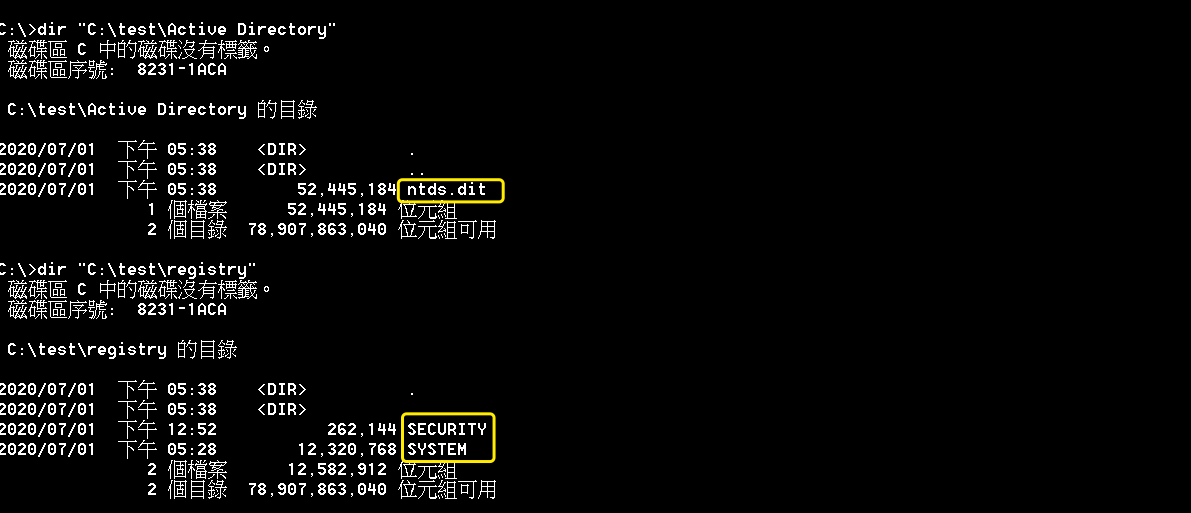 C:\>dir "C:\test\Active Directory"
磁碟區 C 中的磁碟沒有標籤。
磁碟區序號:  8231-1ACA
C:\test\Active Directory 的目錄
2020/07/01  下午 05:38    <DIR>          .
2020/07/01  下午 05:38    <DIR>          ..
2020/07/01  下午 05:38        52,445,184 ntds.dit
1 個檔案      52,445,184 位元組
2 個目錄  78,907,863,040 位元組可用
C:\>dir "C:\test\registry"
磁碟區 C 中的磁碟沒有標籤。
磁碟區序號:  8231-1ACA
C:\test\registry 的目錄
2020/07/01  下午 05:38    <DIR>          .
2020/07/01  下午 05:38    <DIR>
2020/07/01  下午 12:52           262,144 SECURITY
2020/07/01  下午 05:28        12,320,768 SYSTEM
2 個檔案      12,582,912 位元組
2 個目錄  78,907,863,040 位元組可用